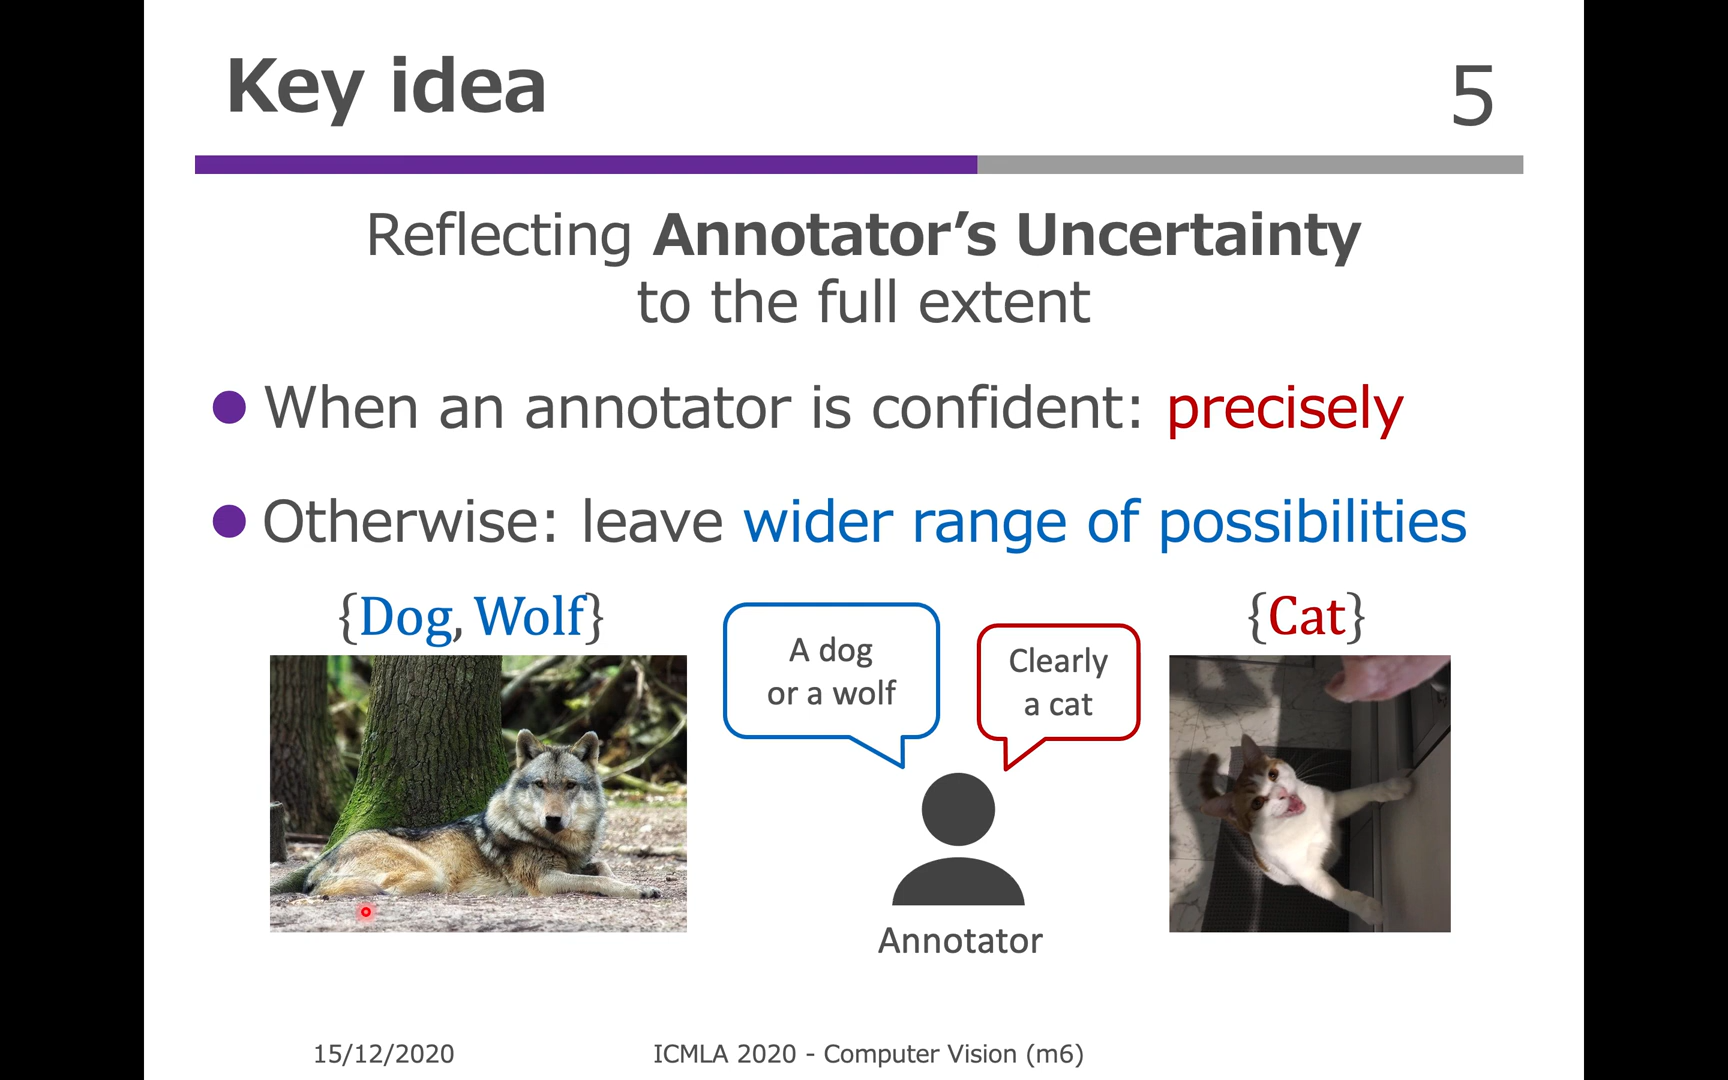 Key idea
5
Reflecting Annotator’s Uncertainty
to the full extent
When an annotator is confident: precisely
Otherwise: leave wider range of possibilities
{Dog, Wolf}
A dog
or a wolf
Clearly
a cat
{Cat}
Annotator
15/12/2020
ICMLA 2020 - Computer Vision (m6)